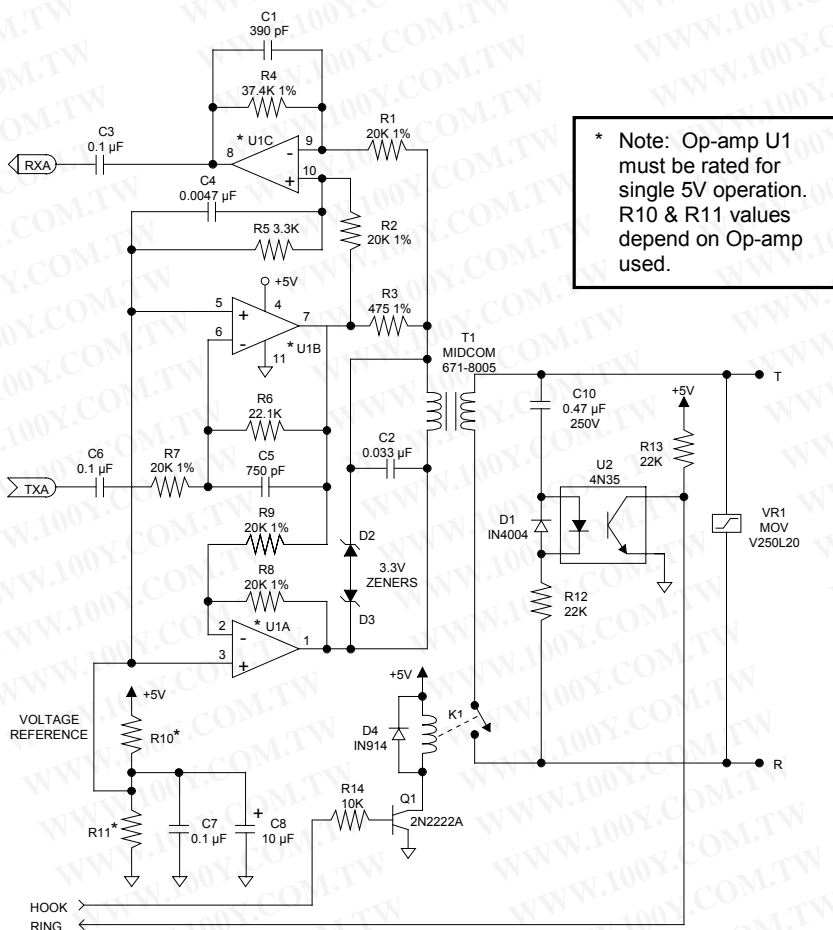 C1
390 pF
R4
37.4K 1%
R1
20K 1%
C3
0.1 µF
* U1C
9
8
-
10
+
RXA
C4
0.0047 µF
R5 3.3K
R2
20K 1%
* Note: Op-amp U1
must be rated for
single 5V operation.
R10 & R11 values
depend on Op-amp
used.
+5V
5
+
4
7
6
-
* U1B
11
R3
475 1%
T1
MIDCOM
671-8005
R6
22.1K
C6
0.1 µF
R7
20K 1%
C5
750 pF
C2
0.033 µF
TXA
R9
20K 1%
R8
20K 1%
D2
3.3V
ZENERS
D3
* U1A
2
-
1
3
+
C10
0.47 µF
250V
+5V
R13
22K
U2
4N35
D1
IN4004
R12
22K
VR1
MOV
V250L20
T
R
+5V
VOLTAGE
REFERENCE
R10*
R11*
C7
0.1 µF
+
C8
10 µF
+5V
D4
IN914
K1
R14
10K
Q1
2N2222A
HOOK
RING
WWW.100Y.COM.TW